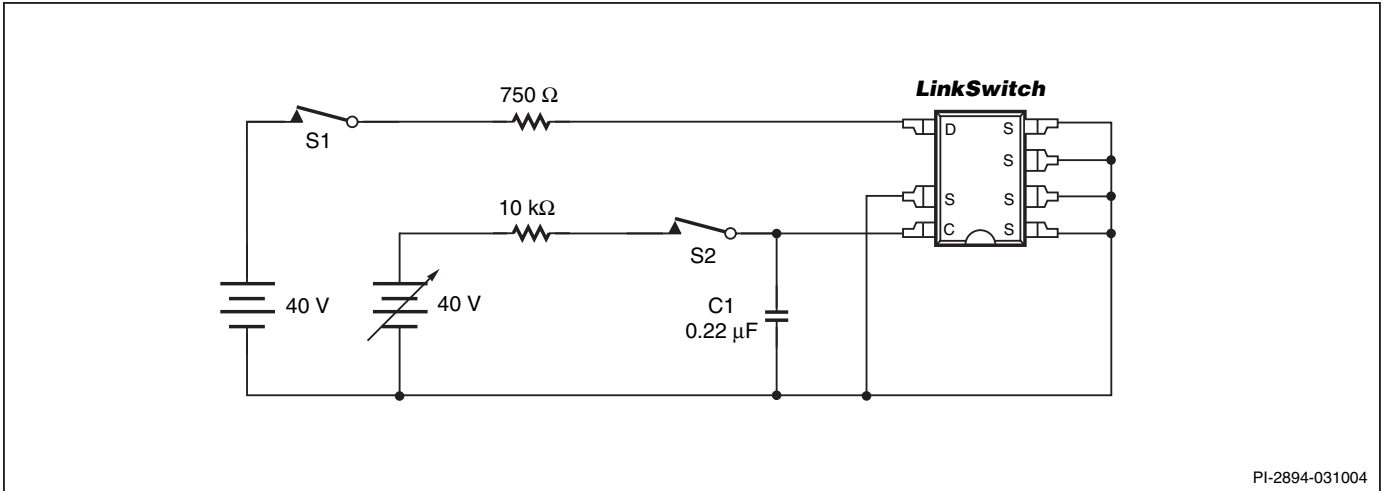 LinkSwitch
750 Ω
S1
D S
S
10 kΩ
S S
S2
C S
40 V
40 V
C1
0.22 µF
PI-2894-031004